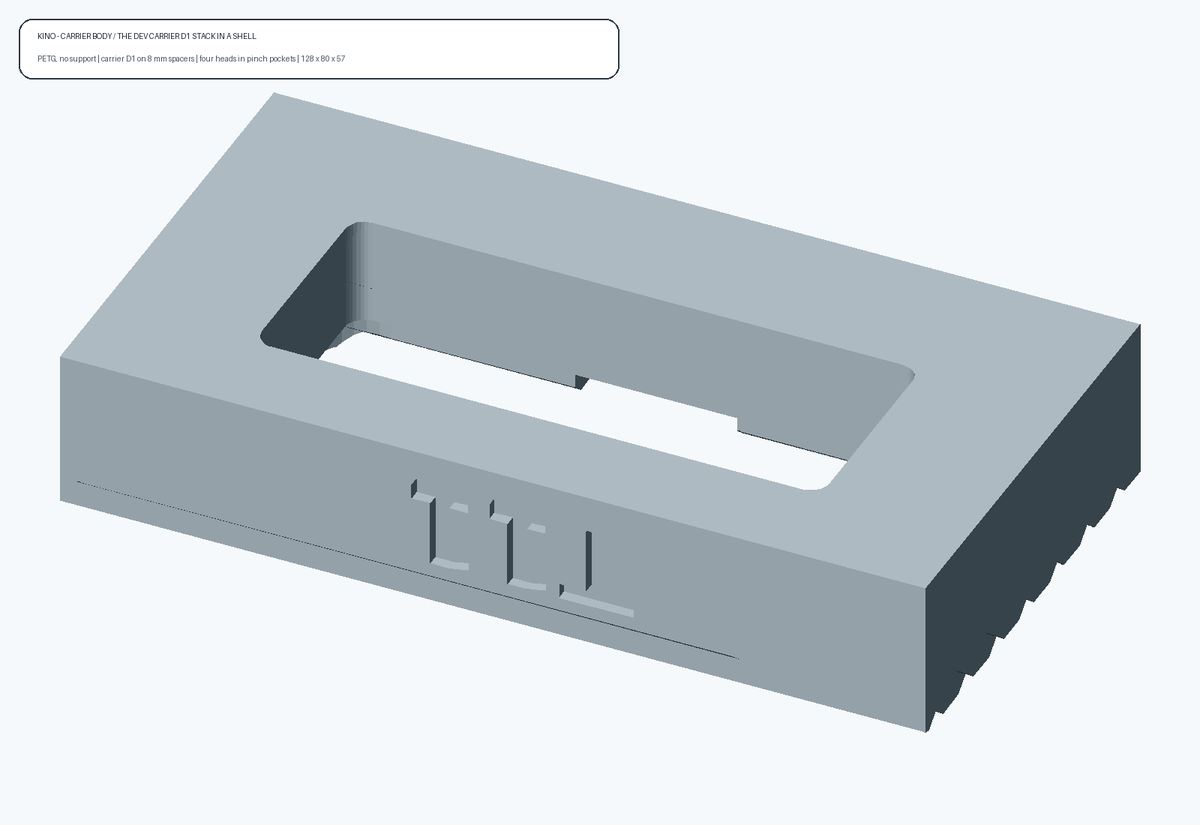 KINO - CARRIER BODY / THE DEV CARRIER D1 STACK IN A SHELL
PETG, no support | carrier D1 on 8 mm spacers | four heads in pinch pockets | 128 x 80 x 57